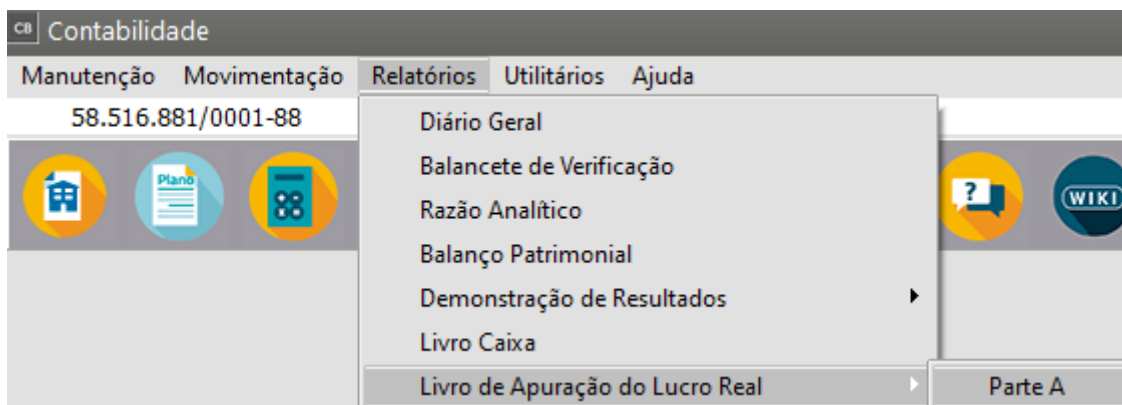 CB Contabilidade
Manutenção Movimentação Relatórios Utilitários Ajuda
58.516.881/0001-88
Diário Geral
Plano
Balancete de Verificação
?
WIKI
Razão Analítico
Balanço Patrimonial
Demonstração de Resultados
Livro Caixa
Livro de Apuração do Lucro Real
Parte A